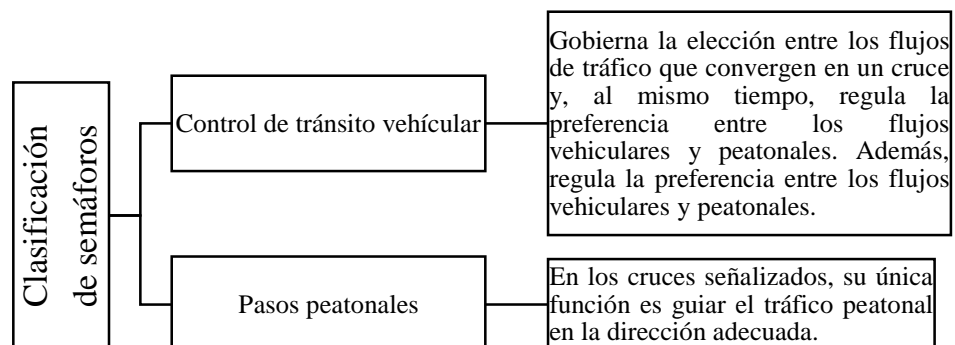 Clasificación
de semáforos
Control de tránsito vehícular
Gobierna la elección entre los flujos
de tráfico que convergen en un cruce
y, al mismo tiempo, regula la
preferencia entre los flujos
vehiculares y peatonales. Además,
regula la preferencia entre los flujos
vehiculares y peatonales.
Pasos peatonales
En los cruces señalizados, su única
función es guiar el tráfico peatonal
en la dirección adecuada.